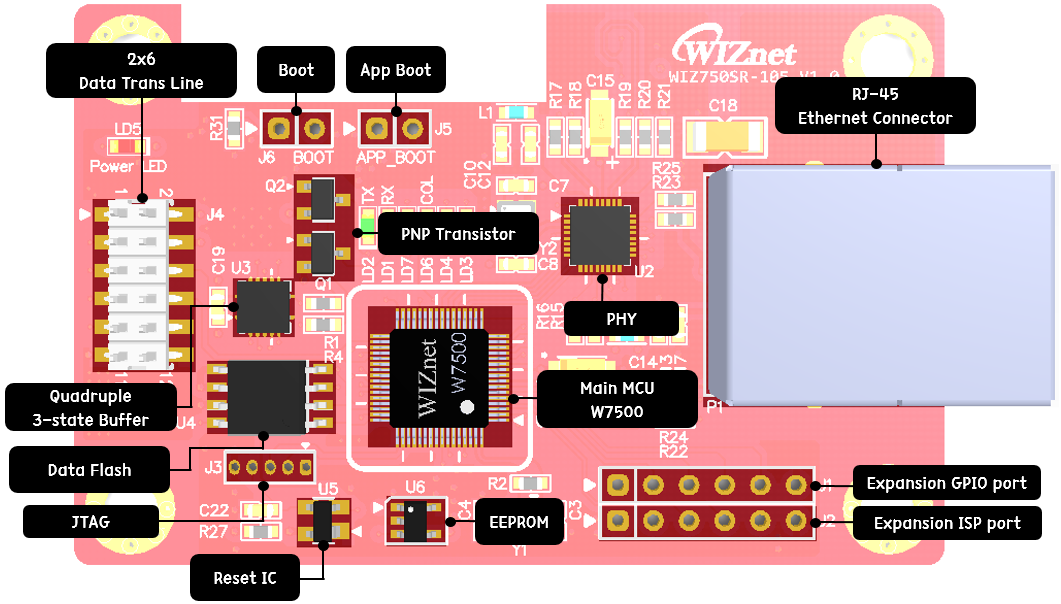 WIZnet
WIZ750SR-105 V1.0
2x6
Data Trans Line
Boot
App Boot
RJ-45
Ethernet Connector
LD5
Power LED
R31
J6
BOOT
APP_BOOT
J5
L1
R17
R18
C15
R19
R20
R21
C18
C10
C12
C7
R25
R23
Q2
TX
RX
COL
J4
PNP Transistor
Y2
C8
U2
LD2
LD1
LD7
LD6
LD4
LD3
C19
U3
Q1
R1
R4
R16
R15
PHY
C14
WIZnet
W7500
Main MCU
W7500
P1
Quadruple
3-state Buffer
U4
R24
R22
Data Flash
J3
JTAG
C22
R27
U5
U6
C4
R2
EEPROM
Y1
C3
J1
Expansion GPIO port
Expansion ISP port
Reset IC